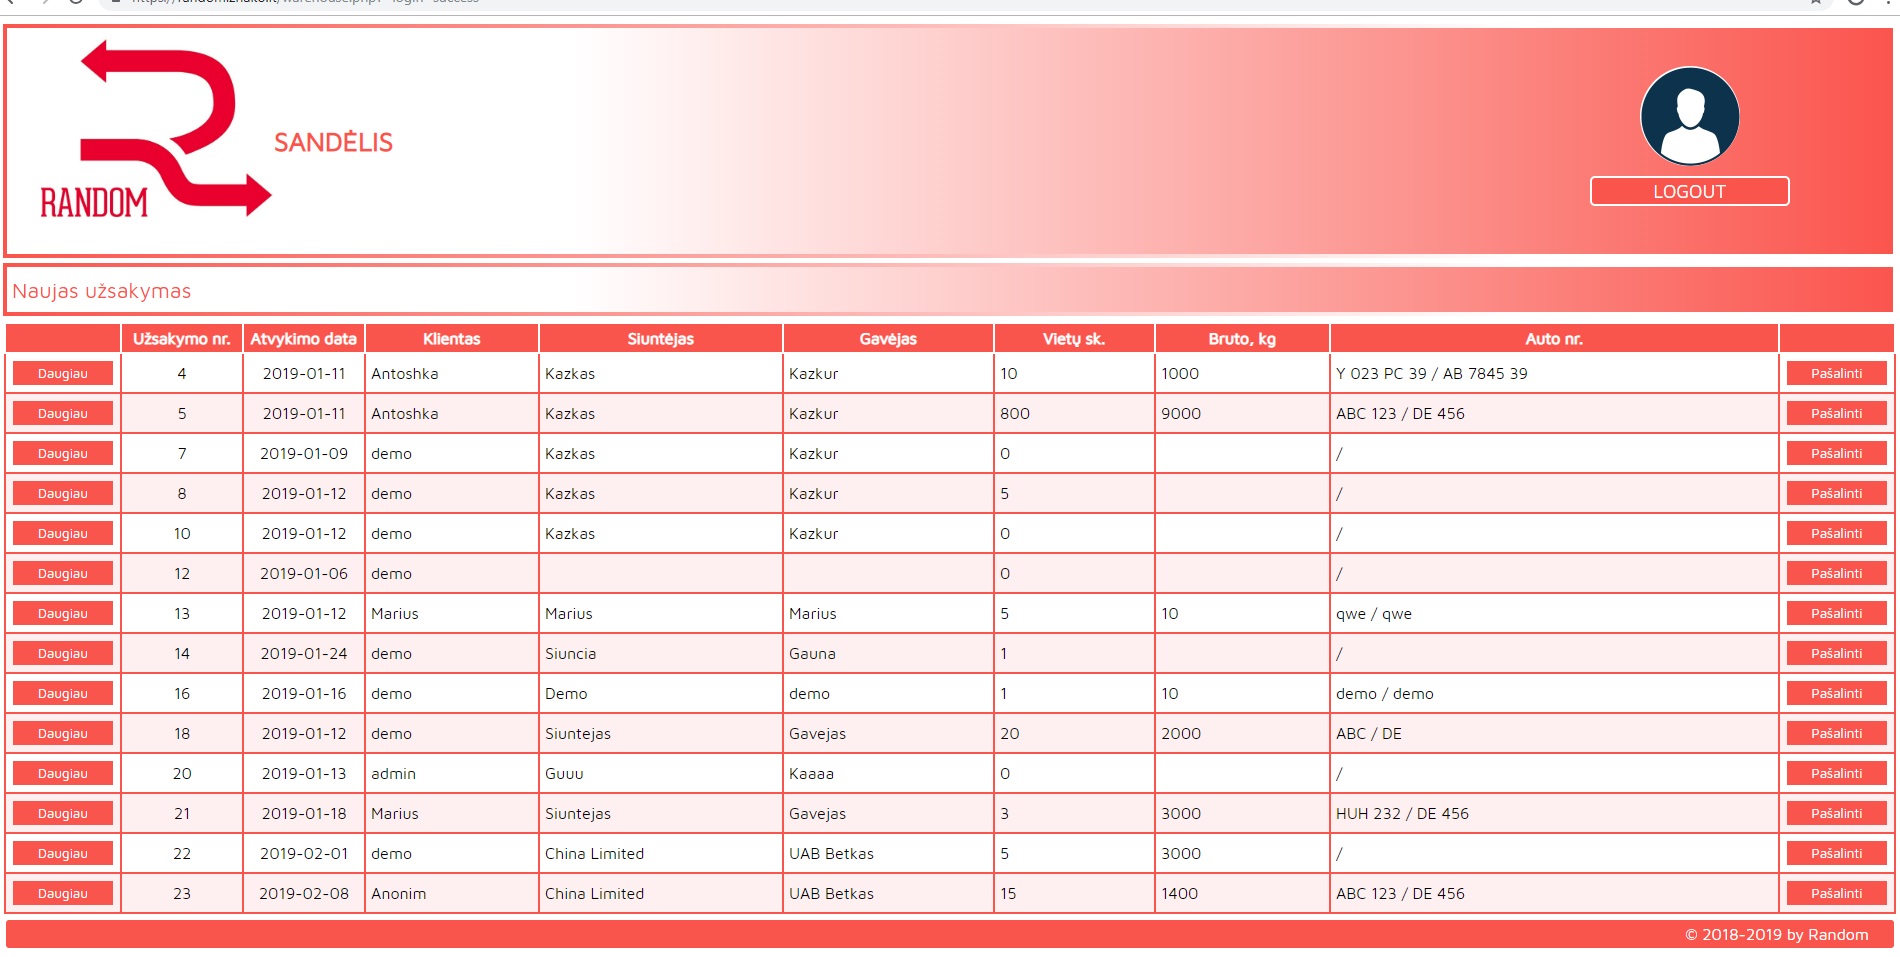 RANDOM
SANDĖLIS
LOGOUT
Naujas užsakymas
Užsakymo nr. Atvykimo data Klientas Siuntėjas Gavėjas Vietų sk. Bruto, kg Auto nr.
Daugiau 4 2019-01-11 Antoshka Kazkas Kazkur 10 1000 Y 023 PC 39 / AB 7845 39 Pašalinti
Daugiau 5 2019-01-11 Antoshka Kazkas Kazkur 800 9000 ABC 123 / DE 456 Pašalinti
Daugiau 7 2019-01-09 demo Kazkas Kazkur 0 / Pašalinti
Daugiau 8 2019-01-12 demo Kazkas Kazkur 5 / Pašalinti
Daugiau 10 2019-01-12 demo Kazkas Kazkur 0 / Pašalinti
Daugiau 12 2019-01-06 demo 0 / Pašalinti
Daugiau 13 2019-01-12 Marius Marius Marius 5 10 qwe / qwe Pašalinti
Daugiau 14 2019-01-24 demo Siuncia Gauna 1 / Pašalinti
Daugiau 16 2019-01-16 demo Demo demo 1 10 demo / demo Pašalinti
Daugiau 18 2019-01-12 demo Siuntejas Gavejas 20 2000 ABC / DE Pašalinti
Daugiau 20 2019-01-13 admin Guuu Kaaaa 0 / Pašalinti
Daugiau 21 2019-01-18 Marius Siuntejas Gavejas 3 3000 HUH 232 / DE 456 Pašalinti
Daugiau 22 2019-02-01 demo China Limited UAB Betkas 5 3000 / Pašalinti
Daugiau 23 2019-02-08 Anonim China Limited UAB Betkas 15 1400 ABC 123 / DE 456 Pašalinti
© 2018-2019 by Random